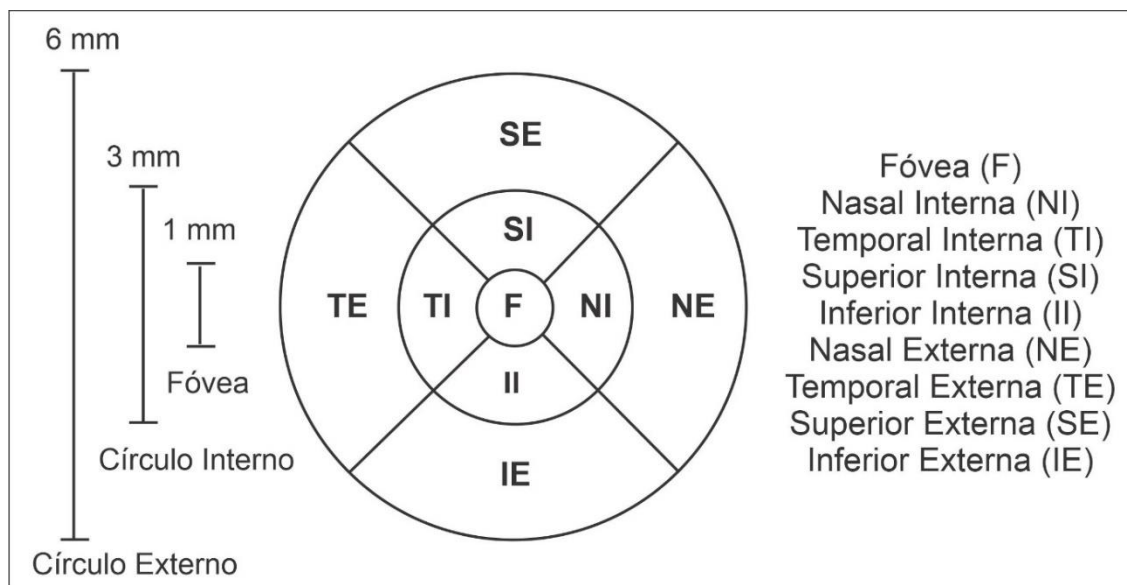 6 mm
3 mm
1 mm
Fóvea
Círculo Interno
Círculo Externo
SE
SI
TE TI F NI NE
II
IE
Fóvea (F)
Nasal Interna (NI)
Temporal Interna (TI)
Superior Interna (SI)
Inferior Interna (II)
Nasal Externa (NE)
Temporal Externa (TE)
Superior Externa (SE)
Inferior Externa (IE)